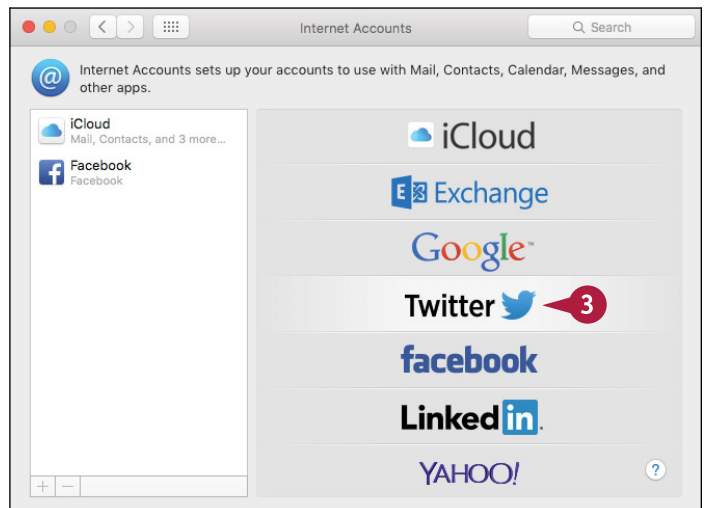 Internet Accounts
Search
Internet Accounts sets up your accounts to use with Mail, Contacts, Calendar, Messages, and
other apps.
iCloud
Mail, Contacts, and 3 more...
Facebook
Facebook
iCloud
E Exchange
Google™
Twitter 3
facebook
Linked in.
YAHOO!
?
+ −